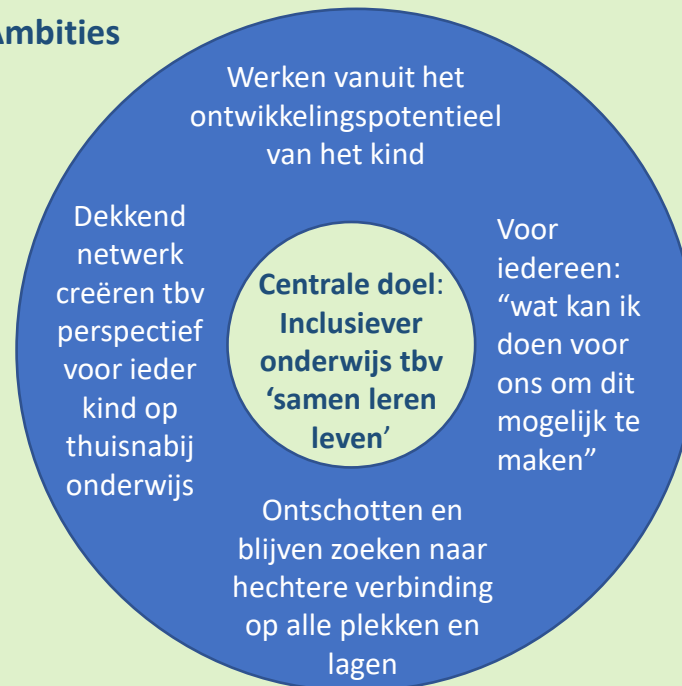 Ambities
Werken vanuit het
ontwikkelingspotentieel
van het kind
Dekkend
netwerk
creëren tbv
perspectief
voor ieder
kind op
thuisnabij
onderwijs
Centrale doel:
Inclusiever
onderwijs tbv
‘samen leren
leven’
Voor
iedereen:
“wat kan ik
doen voor
ons om dit
mogelijk te
maken”
Ontschotten en
blijven zoeken naar
hechtere verbinding
op alle plekken en
lagen